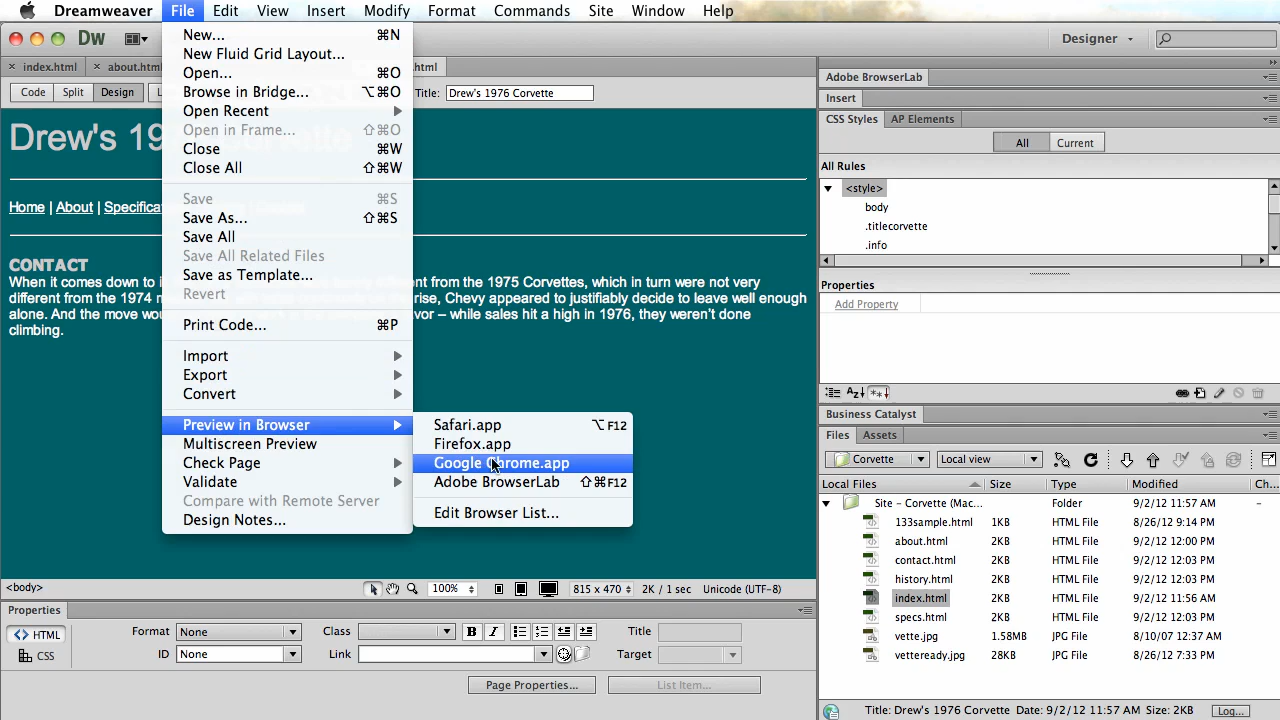 Dreamweaver File Edit View Insert Modify Format Commands Site Window Help
Dw Designer
index.html about.htm html
Code Split Design L Title: Drew's 1976 Corvette
Drew's 19
Home | About | Specifica
CONTACT
When it comes down to i different from the 1975 Corvettes, which in turn were not very
different from the 1974 m rise, Chevy appeared to justifiably decide to leave well enough
alone. And the move wou vor – while sales hit a high in 1976, they weren't done
climbing.
New... ⌘N
New Fluid Grid Layout...
Open... ⌘O
Browse in Bridge... ⌥⌘O
Open Recent
Open in Frame... ⇧⌘O
Close ⌘W
Close All ⇧⌘W
Save ⌘S
Save As... ⇧⌘S
Save All
Save All Related Files
Save as Template...
Revert
Print Code... ⌘P
Import
Export
Convert
Preview in Browser
Multiscreen Preview
Check Page
Validate
Compare with Remote Server
Design Notes...
Safari.app ⌥F12
Firefox.app
Google Chrome.app
Adobe BrowserLab ⇧⌘F12
Edit Browser List...
<body> 100% 815 x 470 2K / 1 sec Unicode (UTF-8)
Properties
<> HTML Format None Class B I Title
CSS ID None Link Target
Page Properties... List Item...
Adobe BrowserLab
Insert
CSS Styles AP Elements
All Current
All Rules
<style>
body
.titlecorvette
.info
Properties
Add Property
Business Catalyst
Files Assets
Corvette Local view
Local Files Size Type Modified Ch
Site – Corvette (Mac... Folder 9/2/12 11:57 AM –
133sample.html 1KB HTML File 8/26/12 9:14 PM
about.html 2KB HTML File 9/2/12 12:00 PM
contact.html 2KB HTML File 9/2/12 12:03 PM
history.html 2KB HTML File 9/2/12 12:03 PM
index.html 2KB HTML File 9/2/12 11:56 AM
specs.html 2KB HTML File 9/2/12 12:03 PM
vette.jpg 1.58MB JPG File 8/10/07 12:37 AM
vetteready.jpg 28KB JPG File 8/26/12 7:33 PM
Title: Drew's 1976 Corvette Date: 9/2/12 11:57 AM Size: 2KB Log...